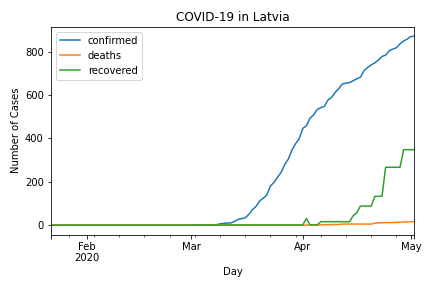 COVID-19 in Latvia
confirmed
deaths
recovered
Number of Cases
800
600
400
200
0
Feb
2020
Mar
Apr
May
Day